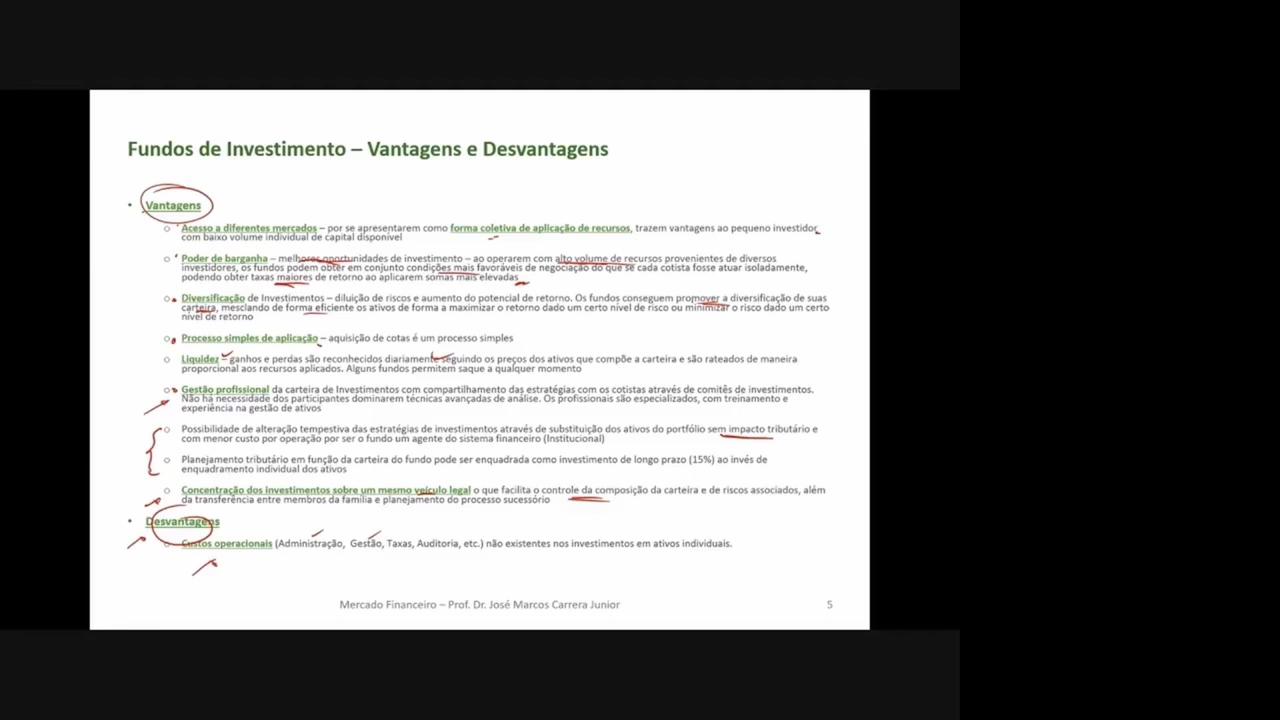 Fundos de Investimento – Vantagens e Desvantagens
• Vantagens
o Acesso a diferentes mercados – por se apresentarem como forma coletiva de aplicação de recursos, trazem vantagens ao pequeno investidor
com baixo volume individual de capital disponível
o Poder de barganha – melhores oportunidades de investimento – ao operarem com alto volume de recursos provenientes de diversos
investidores, os fundos podem obter em conjunto condições mais favoráveis de negociação do que se cada cotista fosse atuar isoladamente,
podendo obter taxas maiores de retorno ao aplicarem somas mais elevadas
o Diversificação de Investimentos – diluição de riscos e aumento do potencial de retorno. Os fundos conseguem promover a diversificação de suas
carteira, mesclando de forma eficiente os ativos de forma a maximizar o retorno dado um certo nível de risco ou minimizar o risco dado um certo
nível de retorno
o Processo simples de aplicação – aquisição de cotas é um processo simples
o Liquidez – ganhos e perdas são reconhecidos diariamente seguindo os preços dos ativos que compõe a carteira e são rateados de maneira
proporcional aos recursos aplicados. Alguns fundos permitem saque a qualquer momento
o Gestão profissional da carteira de Investimentos com compartilhamento das estratégias com os cotistas através de comitês de investimentos.
Não há necessidade dos participantes dominarem técnicas avançadas de análise. Os profissionais são especializados, com treinamento e
experiência na gestão de ativos
o Possibilidade de alteração tempestiva das estratégias de investimentos através de substituição dos ativos do portfólio sem impacto tributário e
com menor custo por operação por ser o fundo um agente do sistema financeiro (Institucional)
o Planejamento tributário em função da carteira do fundo pode ser enquadrada como investimento de longo prazo (15%) ao invés de
enquadramento individual dos ativos
o Concentração dos investimentos sobre um mesmo veículo legal o que facilita o controle da composição da carteira e de riscos associados, além
da transferência entre membros da família e planejamento do processo sucessório
• Desvantagens
o Custos operacionais (Administração, Gestão, Taxas, Auditoria, etc.) não existentes nos investimentos em ativos individuais.
Mercado Financeiro – Prof. Dr. José Marcos Carrera Junior
5